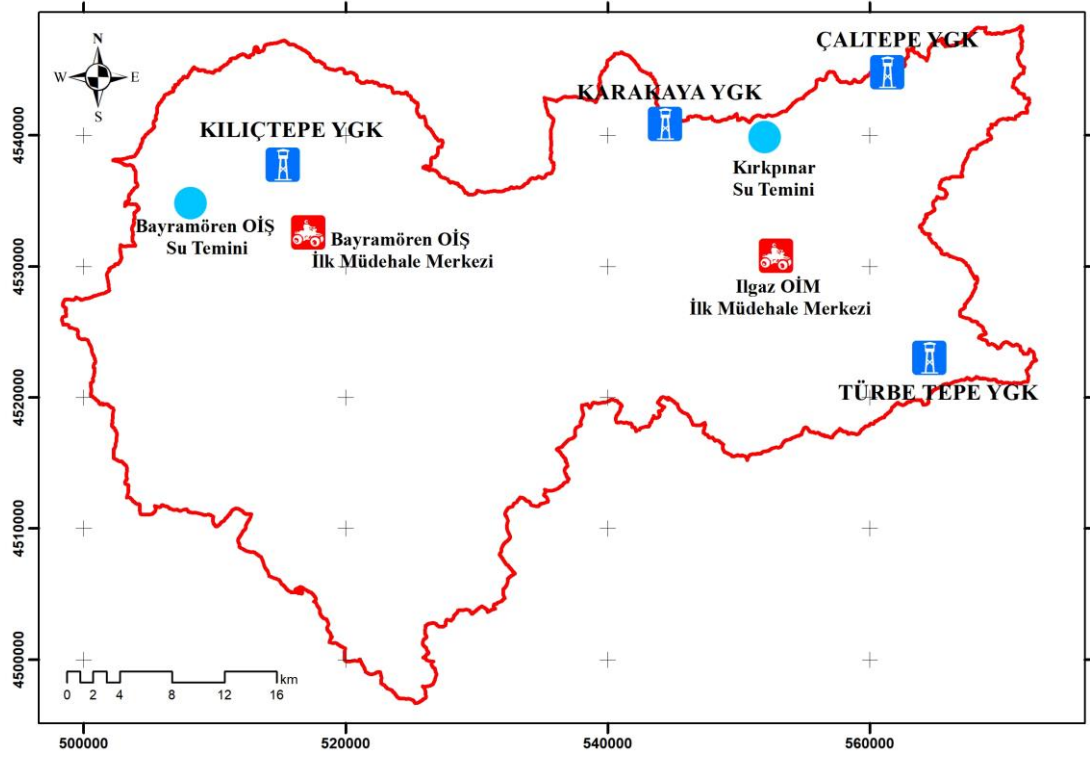 N
W E
S
ÇALTEPE YGK
KARAKAYA YGK
KILIÇTEPE YGK
Kırkpınar
Su Temini
Bayramören OİŞ
Su Temini
Bayramören OİŞ
İlk Müdehale Merkezi
Ilgaz OİM
İlk Müdehale Merkezi
TÜRBE TEPE YGK
4540000
4530000
4520000
4510000
4500000
km
0 2 4 8 12 16
500000 520000 540000 560000